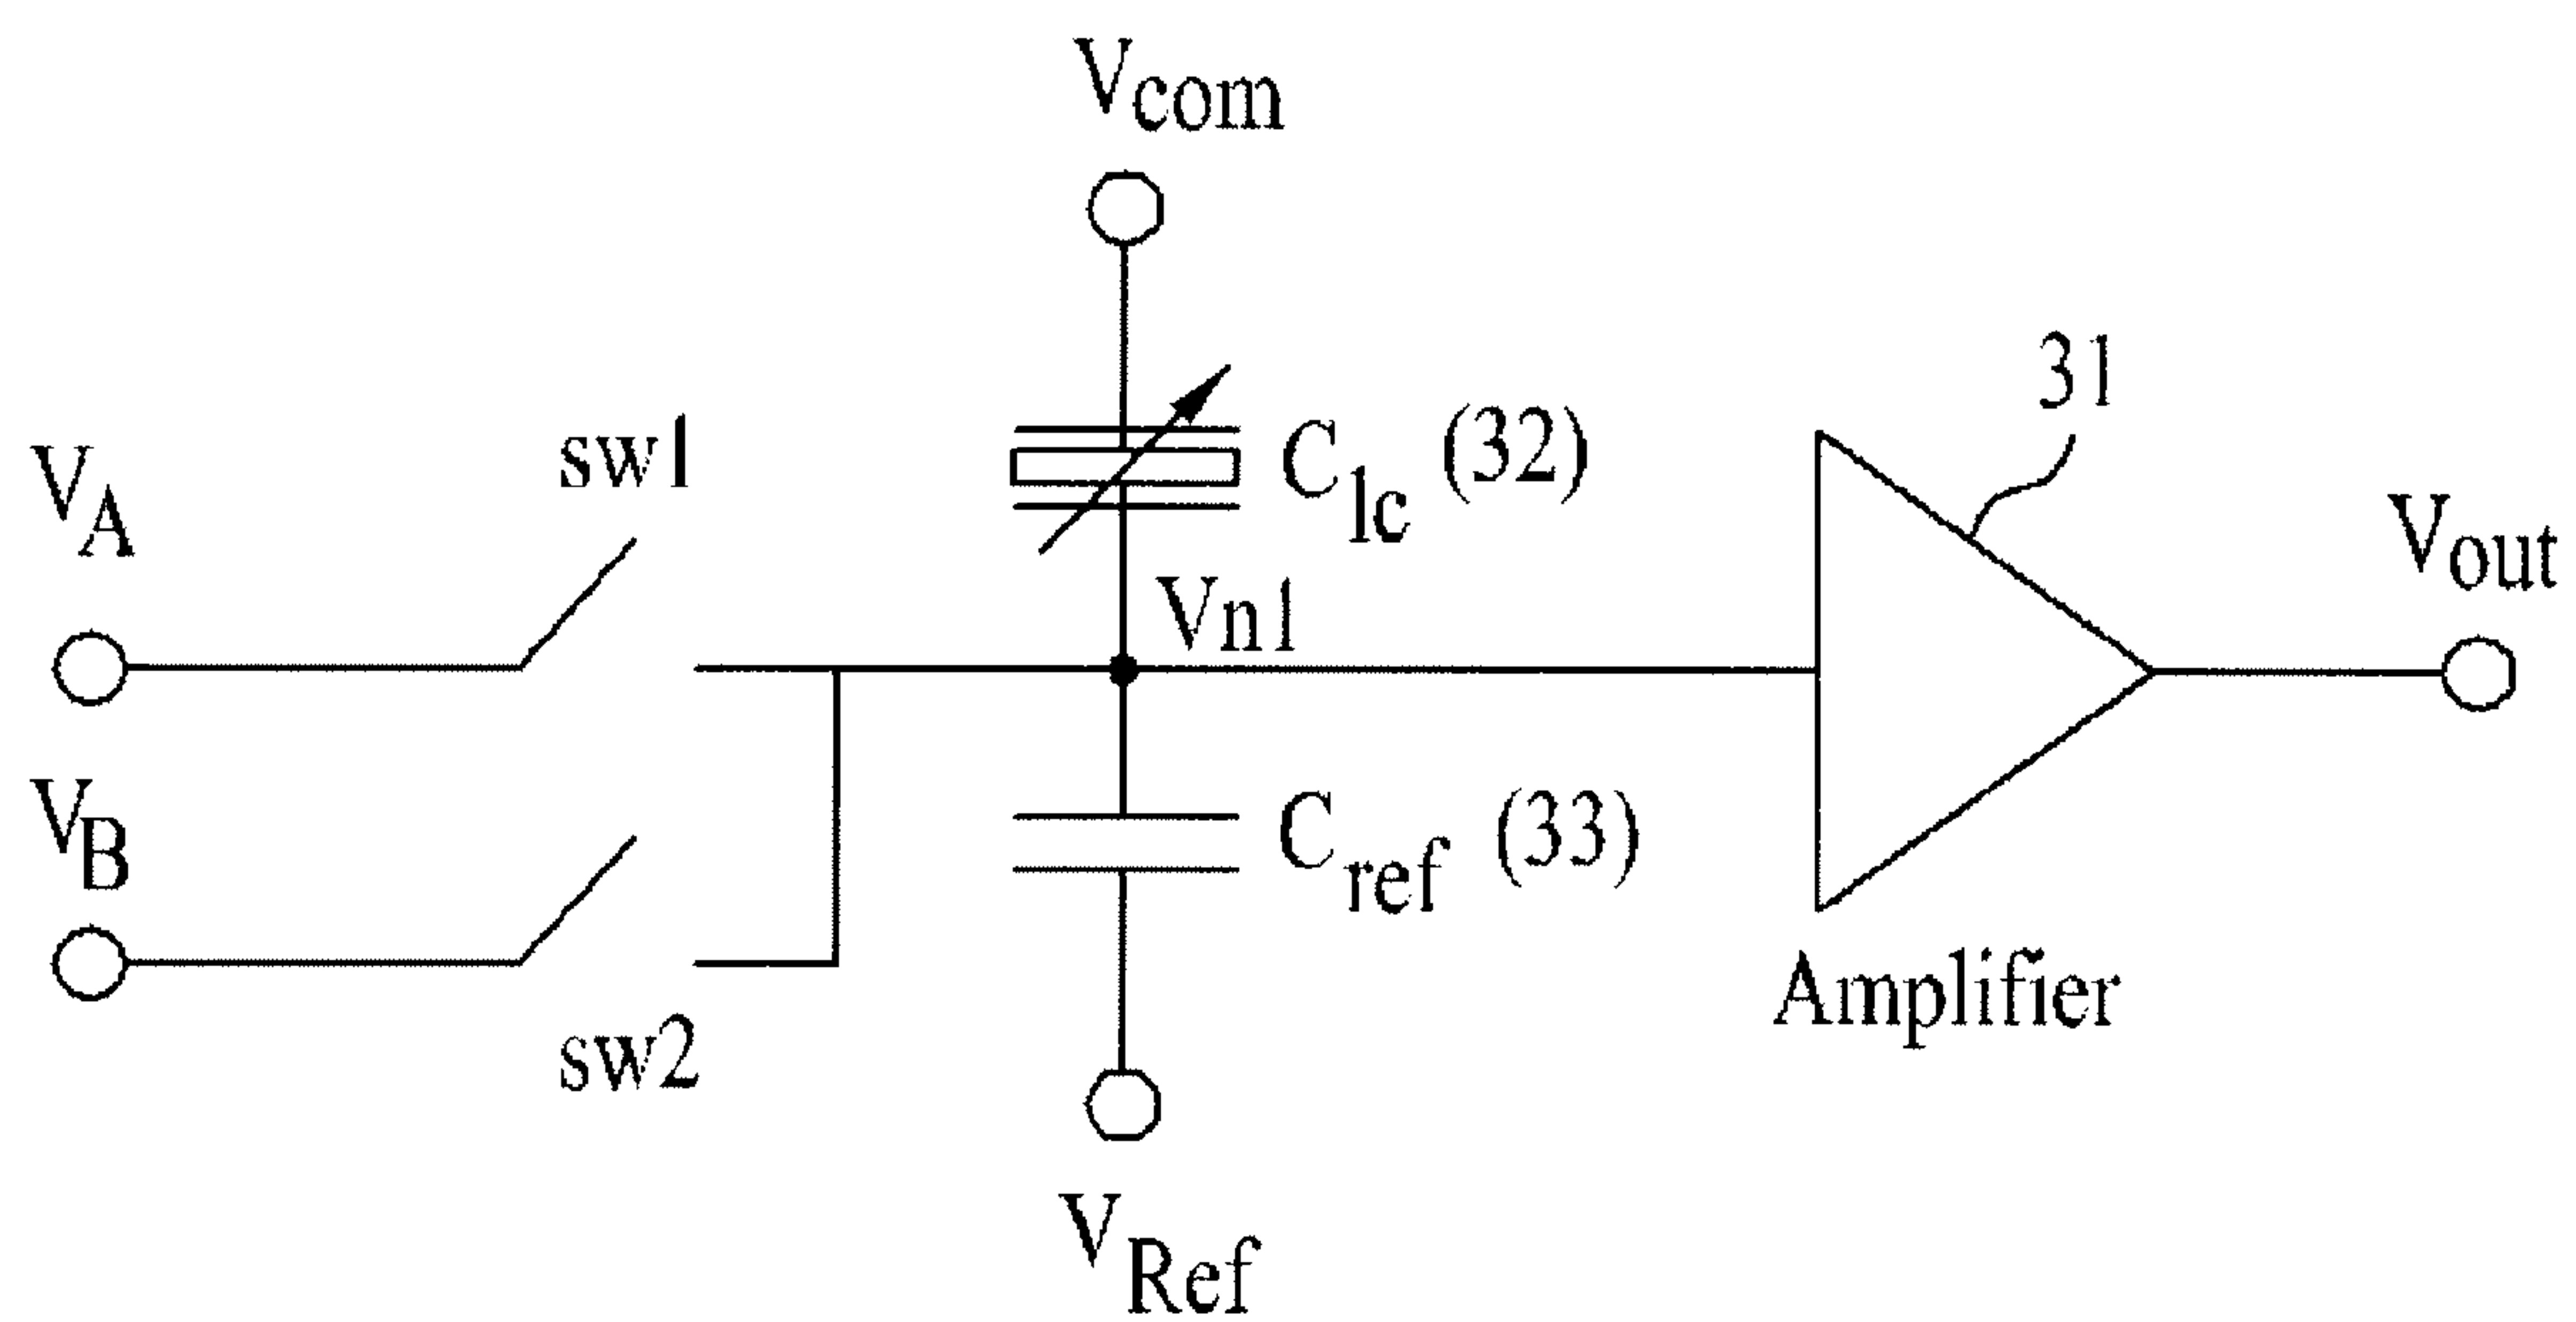 Vcom
31
sw1
Clc (32)
VA
Vout
Vn1
VB
Cref (33)
Amplifier
sw2
VRef